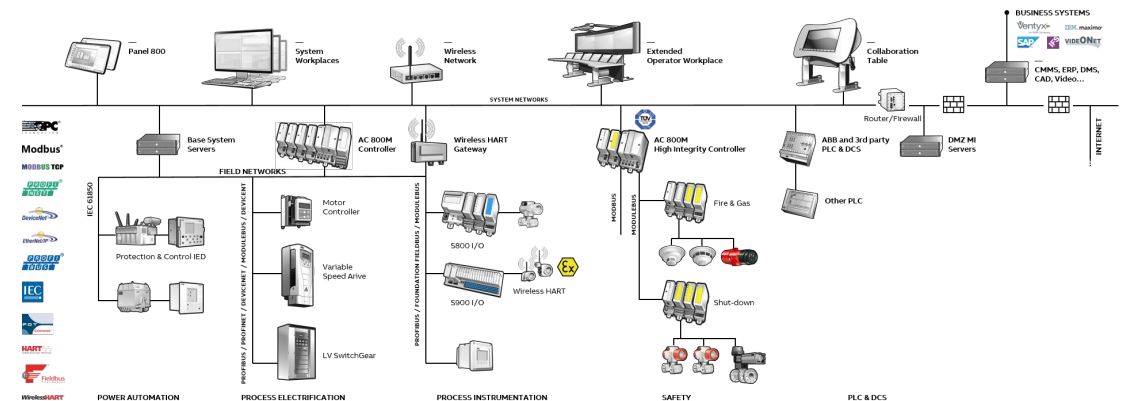 BUSINESS SYSTEMS
Ventyx
IBM. maximo
SAP
VIDEONET
Panel 800
System
Workplaces
Wireless
Network
Extended
Operator Workplace
Collaboration
Table
CMMS, ERP, DMS,
CAD, Video...
SYSTEM NETWORKS
Router/Firewall
INTERNET
OPC
Modbus
MODBUS TCP
PROFI
NET
DeviceNet
EtherNet/IP
PROFI
BUS
IEC
HART
Fieldbus
WirelessHART
Base System
Servers
AC 800M
Controller
Wireless HART
Gateway
TÜV
AC 800M
High Integrity Controller
ABB and 3rd party
PLC & DCS
DMZ MI
Servers
FIELD NETWORKS
IEC 61850
Protection & Control IED
PROFIBUS / PROFINET / DEVICENET / MODULEBUS / DEVICENT
Motor
Controller
Variable
Speed Arive
LV SwitchGear
PROFIBUS / FOUNDATION FIELDBUS / MODULEBUS
S800 I/O
S900 I/O
Wireless HART
Ex
MODBUS
MODULEBUS
Fire & Gas
Shut-down
Other PLC
POWER AUTOMATION
PROCESS ELECTRIFICATION
PROCESS INSTRUMENTATION
SAFETY
PLC & DCS